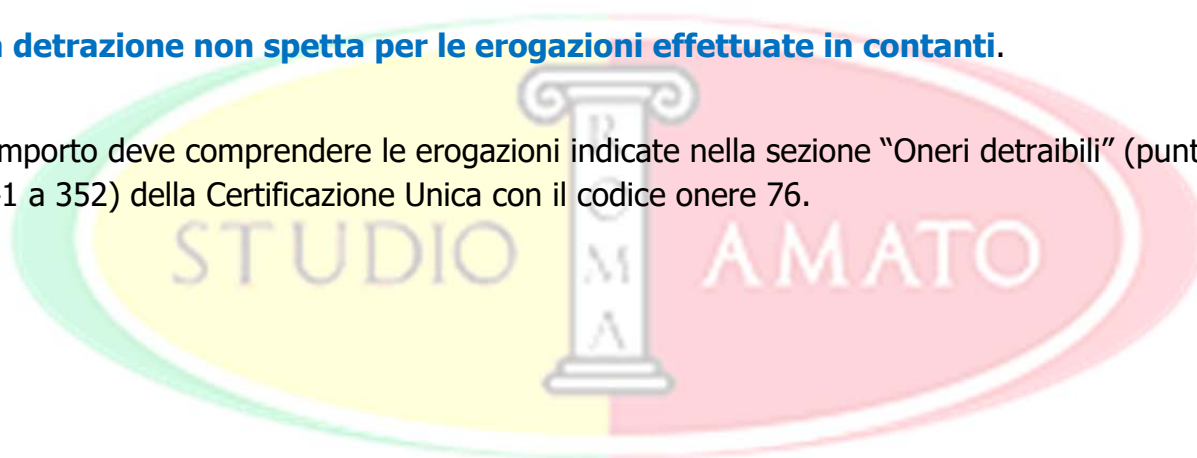 detrazione non spetta per le erogazioni effettuate in contanti.
mporto deve comprendere le erogazioni indicate nella sezione “Oneri detraibili” (punt
1 a 352) della Certificazione Unica con il codice onere 76.
STUDIO ROMA AMATO